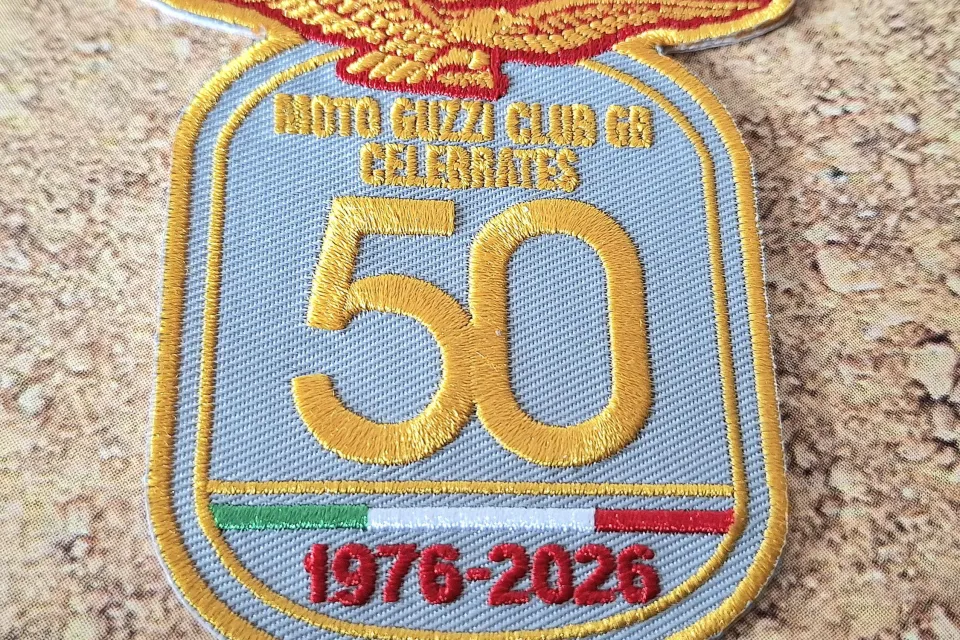 MOTO GUZZI CLUB GB
CELEBRATES
50
1976-2026